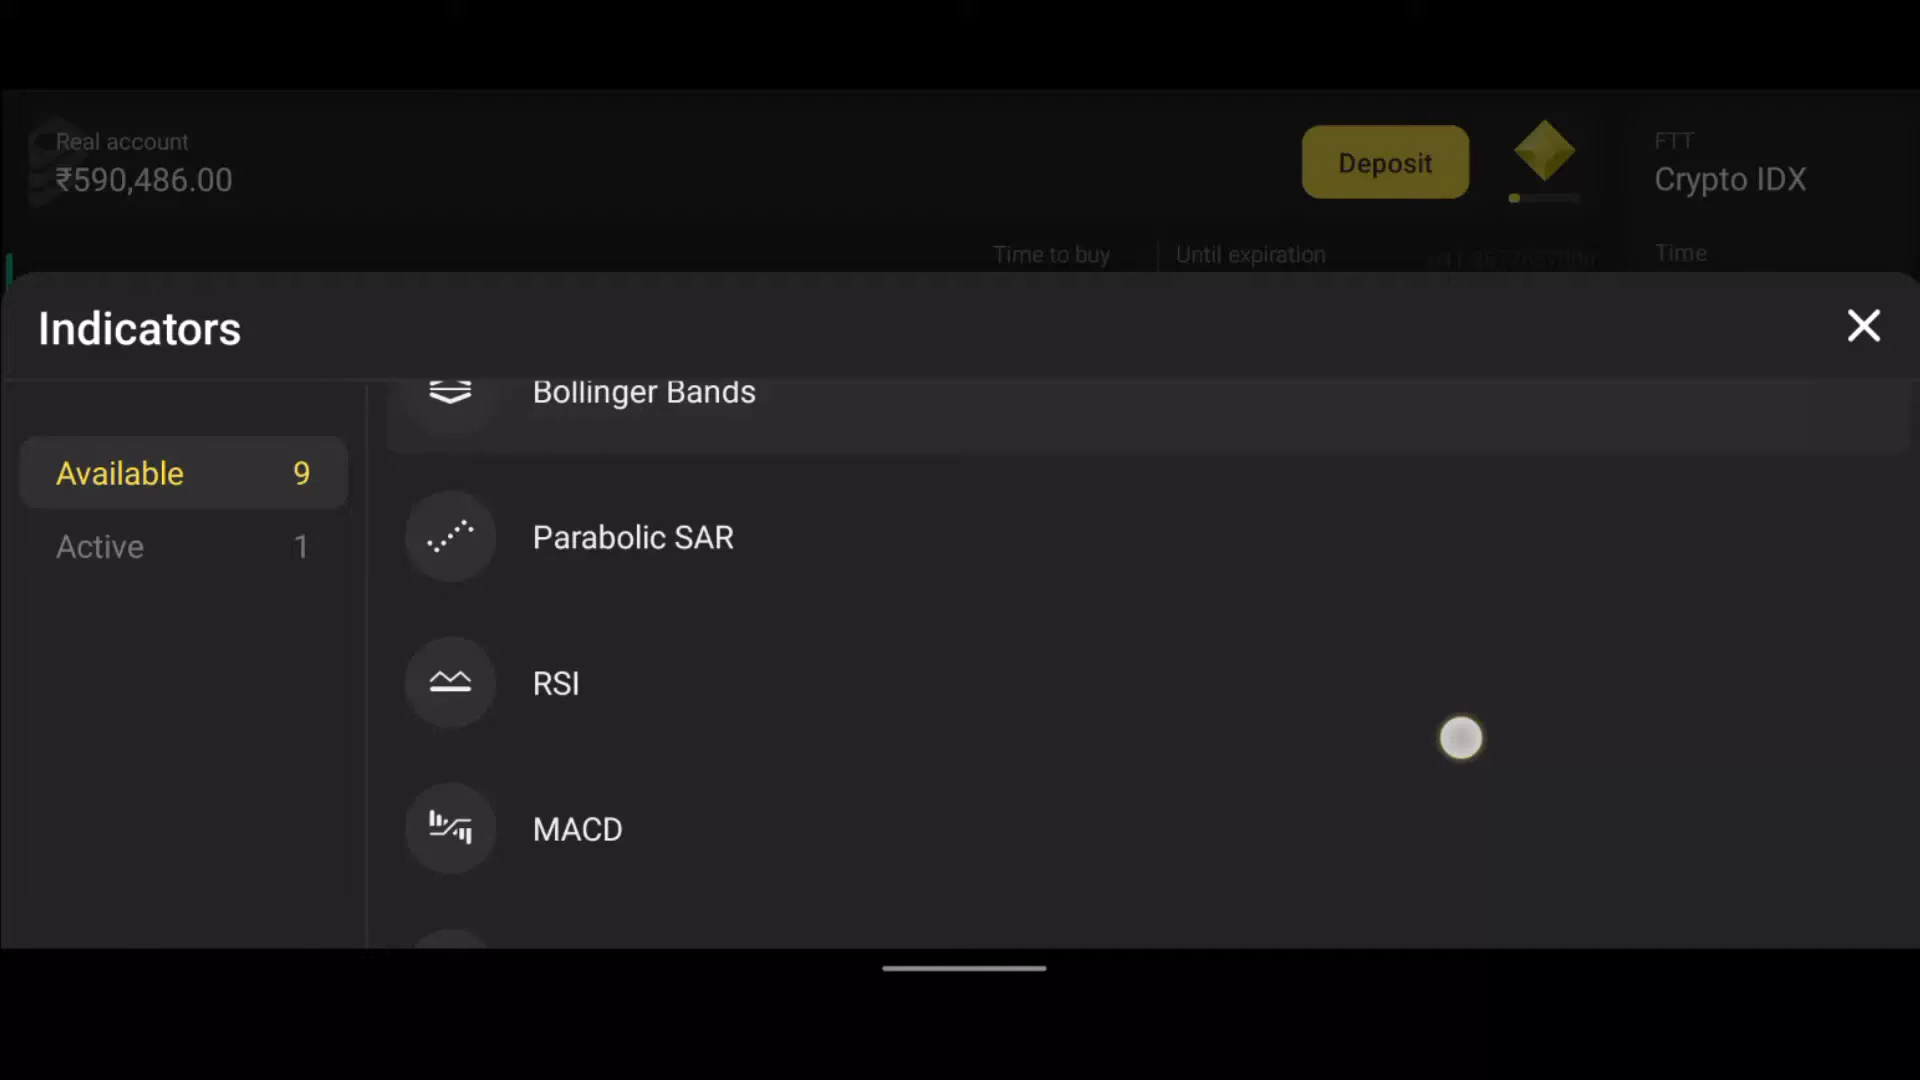 Real account
₹590,486.00
Deposit
FTT
Crypto IDX
Time to buy
Until expiration
Time
Indicators
Bollinger Bands
Available 9
Active 1
Parabolic SAR
RSI
MACD